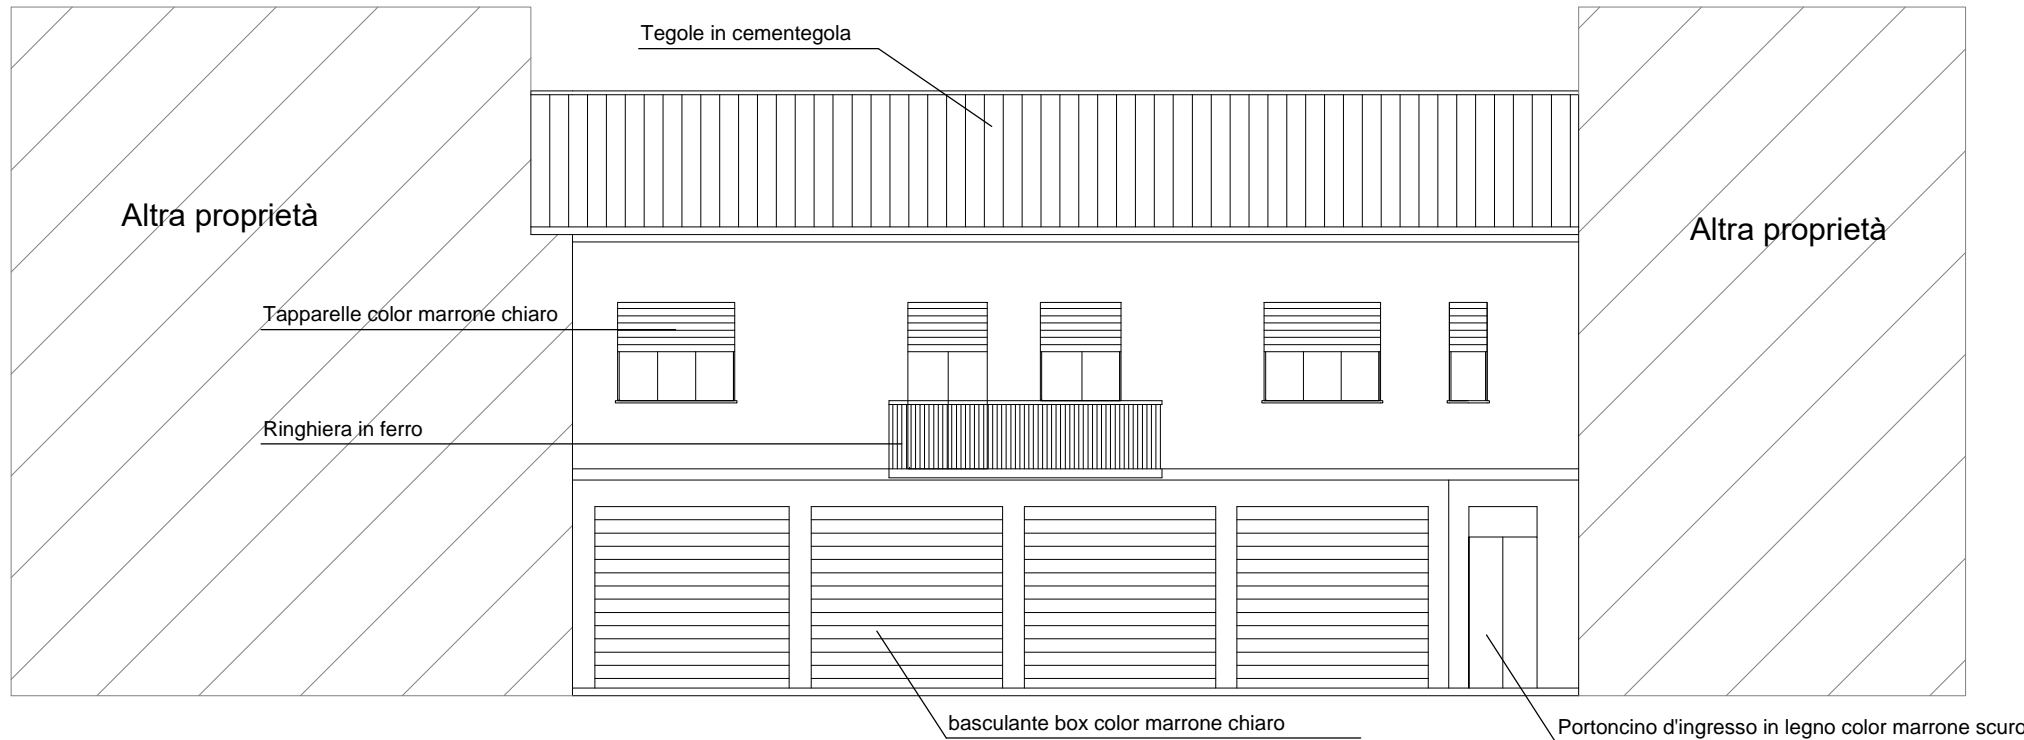 Tegole in cementegola
Altra proprietà
Altra proprietà
Tapparelle color marrone chiaro
Ringhiera in ferro
basculante box color marrone chiaro
Portoncino d'ingresso in legno color marrone scuro